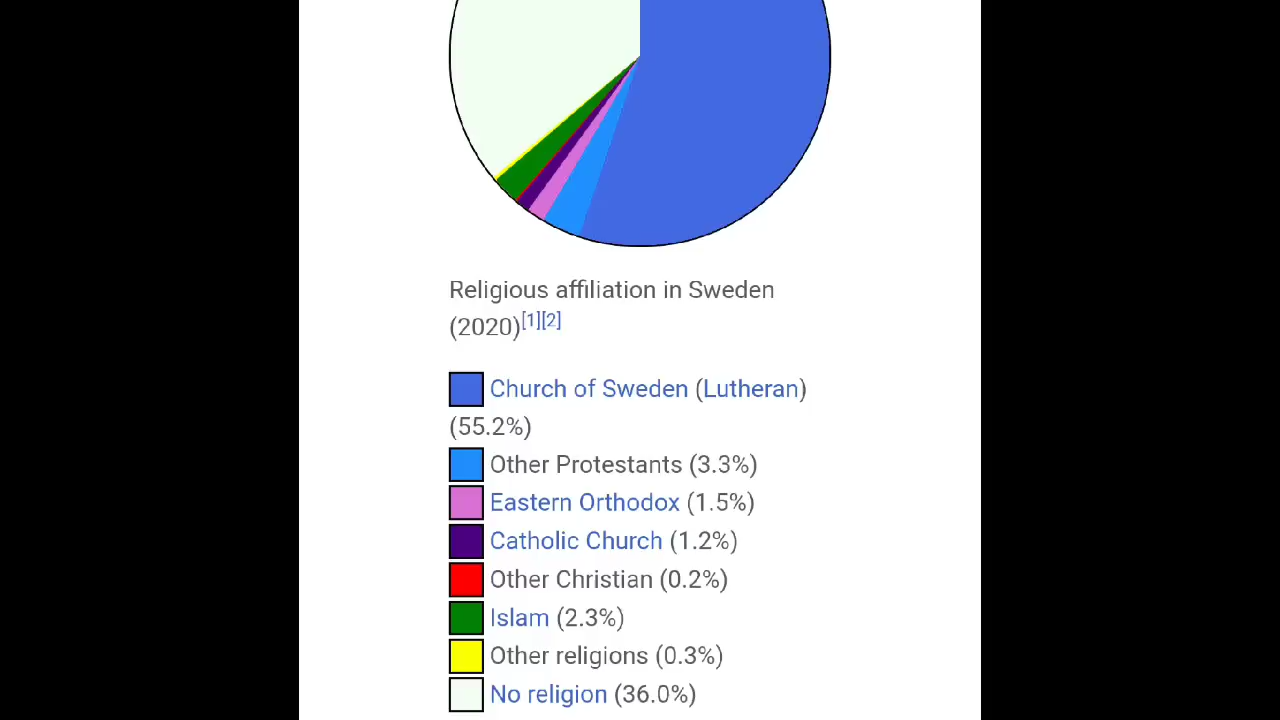 Religious affiliation in Sweden
(2020)[1][2]
Church of Sweden (Lutheran)
(55.2%)
Other Protestants (3.3%)
Eastern Orthodox (1.5%)
Catholic Church (1.2%)
Other Christian (0.2%)
Islam (2.3%)
Other religions (0.3%)
No religion (36.0%)